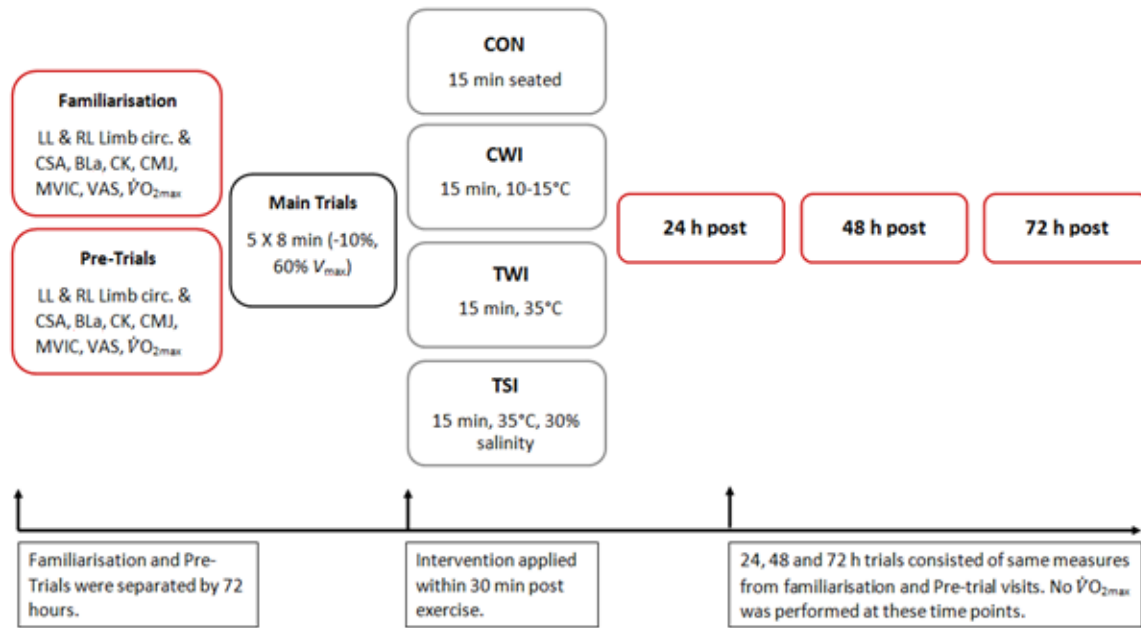 Familiarisation
LL & RL Limb circ. &
CSA, BLa, CK, CMJ,
MVIC, VAS, V̇O₂max
Pre-Trials
LL & RL Limb circ. &
CSA, BLa, CK, CMJ,
MVIC, VAS, V̇O₂max
Main Trials
5 X 8 min (-10%,
60% Vmax)
CON
15 min seated
CWI
15 min, 10-15°C
TWI
15 min, 35°C
TSI
15 min, 35°C, 30%
salinity
24 h post
48 h post
72 h post
Familiarisation and Pre-
Trials were separated by 72
hours.
Intervention applied
within 30 min post
exercise.
24, 48 and 72 h trials consisted of same measures
from familiarisation and Pre-trial visits. No V̇O₂max
was performed at these time points.